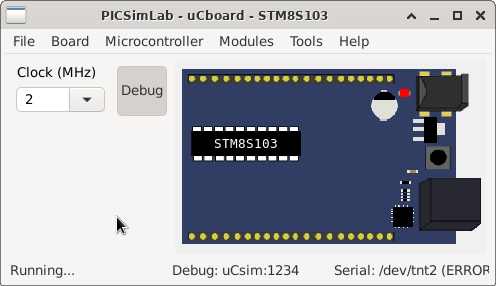 PICSimLab - uCboard - STM8S103
File Board Microcontroller Modules Tools Help
Clock (MHz)
2
Debug
STM8S103
Running... Debug: uCsim:1234 Serial: /dev/tnt2 (ERROR